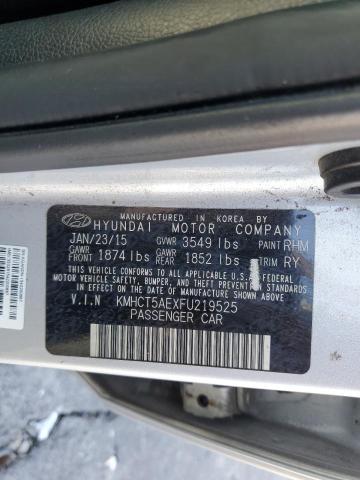 MANUFACTURED IN KOREA BY
HYUNDAI MOTOR COMPANY
JAN/23/15 GVWR 3549 lbs PAINT RHM
GAWR FRONT 1874 lbs GAWR REAR 1852 lbs TRIM RY
THIS VEHICLE CONFORMS TO ALL APPLICABLE U.S. FEDERAL
MOTOR VEHICLE SAFETY, BUMPER, AND THEFT
PREVENTION STANDARDS IN EFFECT ON THE
DATE OF MANUFACTURE SHOWN ABOVE.
V.I.N KMHCT5AEXFU219525
PASSENGER CAR